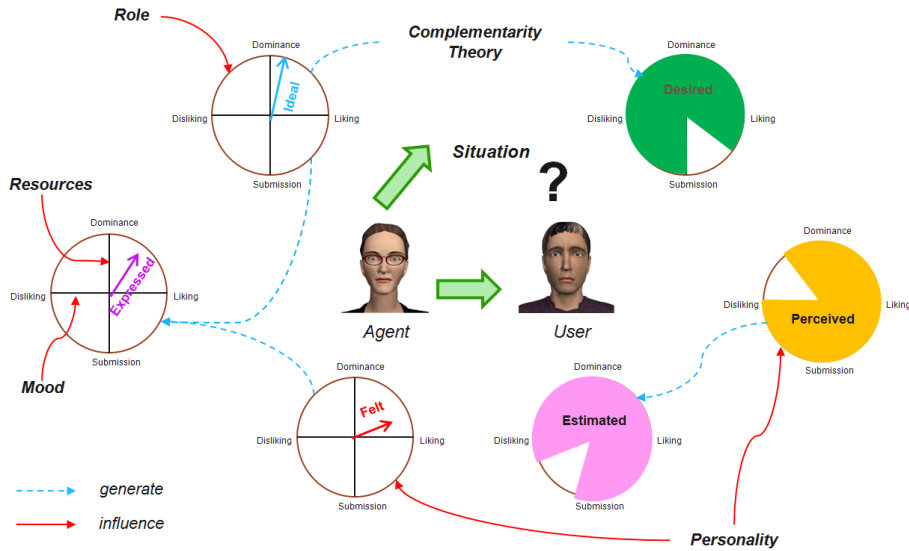 Role
Complementarity
Theory
Dominance
Disliking
Liking
Submission
Ideal
Dominance
Disliking
Liking
Submission
Desired
Situation
?
Resources
Dominance
Disliking
Liking
Submission
Expressed
Agent
User
Dominance
Disliking
Liking
Submission
Perceived
Mood
Dominance
Disliking
Liking
Submission
Felt
Dominance
Disliking
Liking
Submission
Estimated
generate
influence
Personality